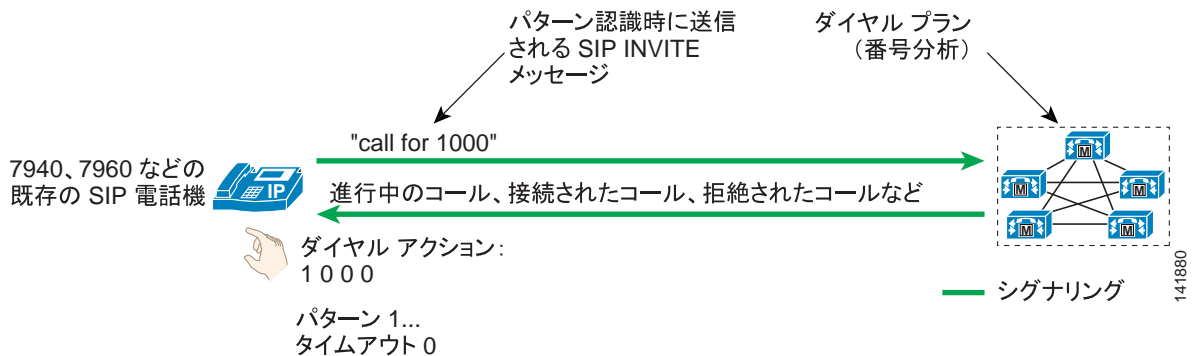 パターン認識時に送信
される SIP INVITE
メッセージ
ダイヤル プラン
（番号分析）
"call for 1000"
7940、7960 などの
既存の SIP 電話機
IP
進行中のコール、接続されたコール、拒絶されたコールなど
M
M
M
M
M
ダイヤル アクション：
1 0 0 0
パターン 1...
タイムアウト 0
シグナリング
141880